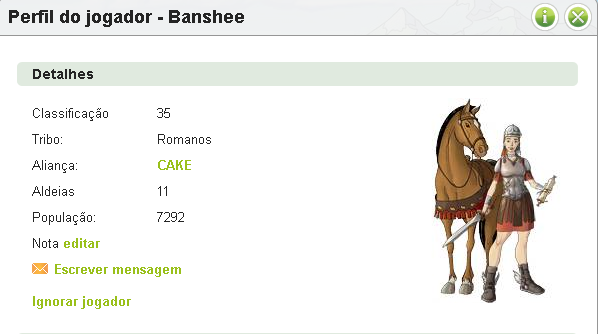 Perfil do jogador - Banshee
Detalhes
Classificação 35
Tribo: Romanos
Aliança: CAKE
Aldeias 11
População: 7292
Nota editar
Escrever mensagem
Ignorar jogador